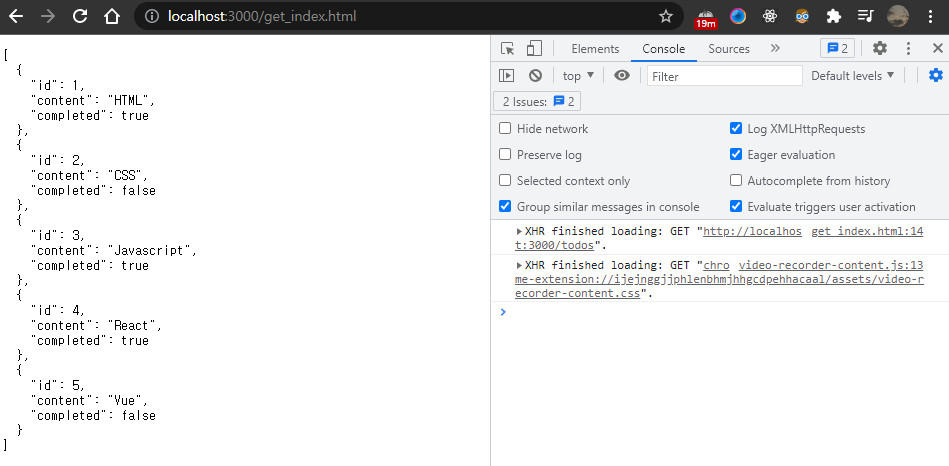 localhost:3000/get_index.html
19m
[
  {
    "id": 1,
    "content": "HTML",
    "completed": true
  },
  {
    "id": 2,
    "content": "CSS",
    "completed": false
  },
  {
    "id": 3,
    "content": "Javascript",
    "completed": true
  },
  {
    "id": 4,
    "content": "React",
    "completed": true
  },
  {
    "id": 5,
    "content": "Vue",
    "completed": false
  }
]
Elements Console Sources » 2
top Filter Default levels
2 Issues: 2
Hide network Log XMLHttpRequests
Preserve log Eager evaluation
Selected context only Autocomplete from history
Group similar messages in console Evaluate triggers user activation
XHR finished loading: GET "http://localhos get_index.html:14
t:3000/todos".
XHR finished loading: GET "chro video-recorder-content.js:13
me-extension://ijejnggjjphlenbhmjhhgcdpehhacaal/assets/video-r
ecorder-content.css".